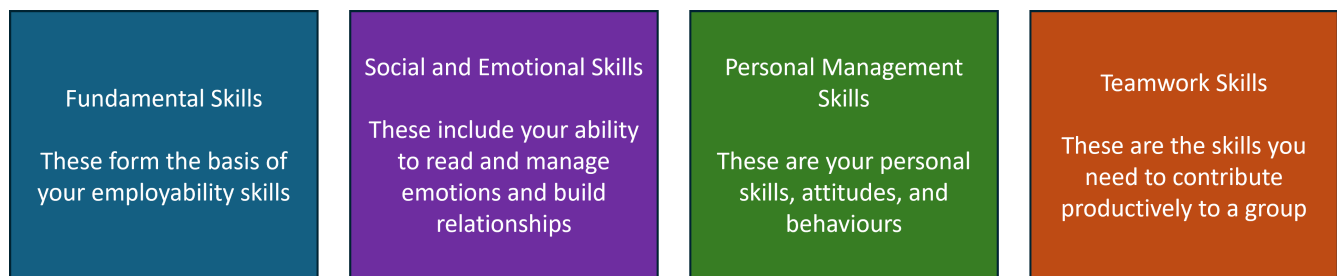 Fundamental Skills
These form the basis of
your employability skills
Social and Emotional Skills
These include your ability
to read and manage
emotions and build
relationships
Personal Management
Skills
These are your personal
skills, attitudes, and
behaviours
Teamwork Skills
These are the skills you
need to contribute
productively to a group